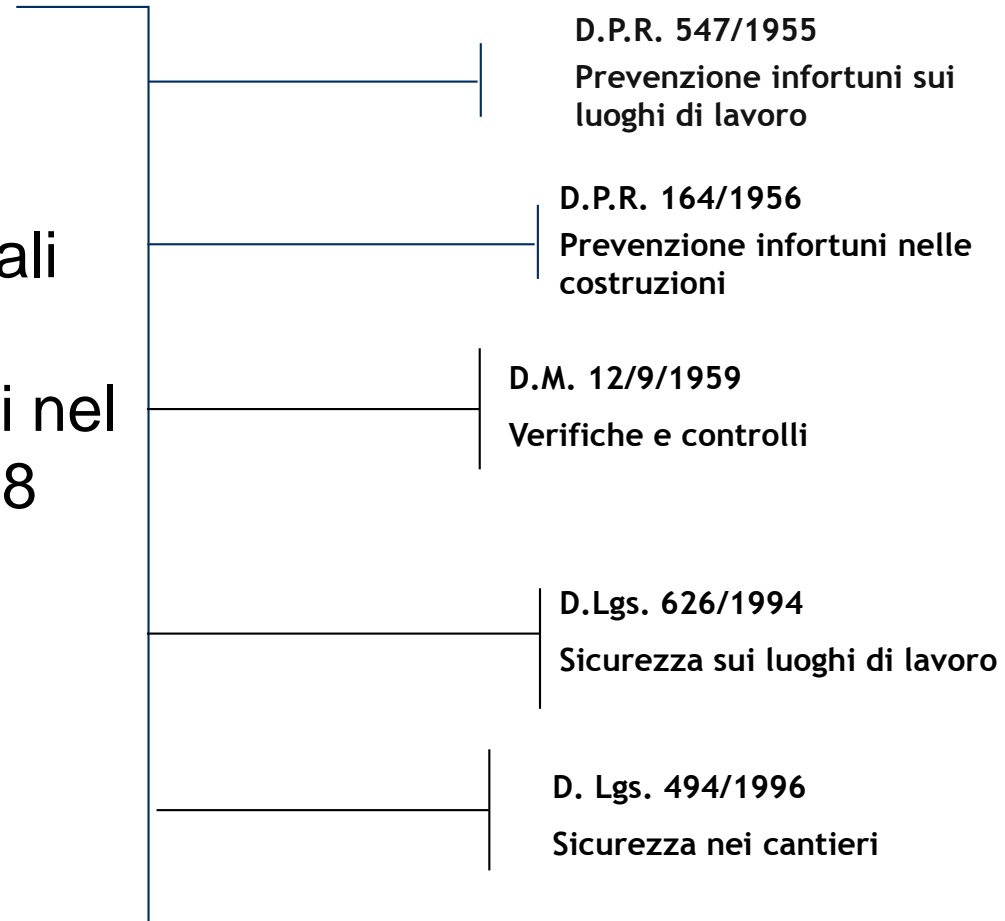 D.P.R. 547/1955
Prevenzione infortuni sui
luoghi di lavoro
D.P.R. 164/1956
Prevenzione infortuni nelle
costruzioni
ali
i nel
8
D.M. 12/9/1959
Verifiche e controlli
D.Lgs. 626/1994
Sicurezza sui luoghi di lavoro
D. Lgs. 494/1996
Sicurezza nei cantieri